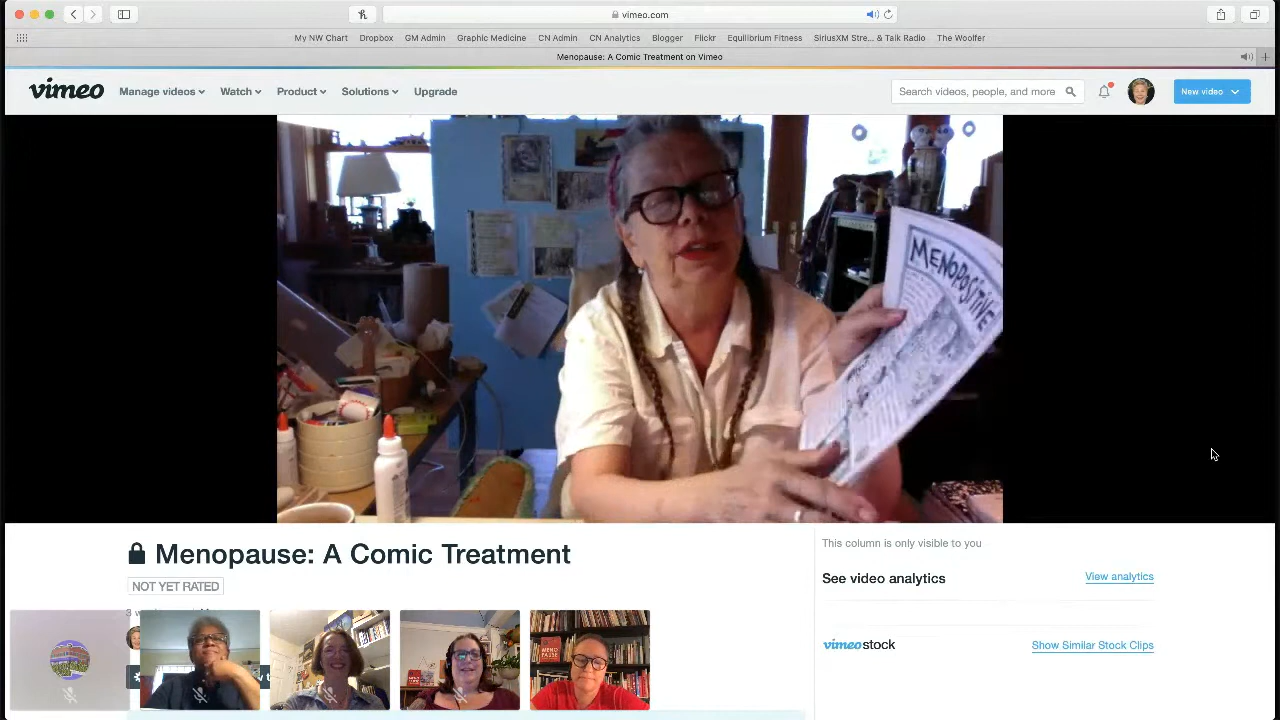 vimeo.com
My NW Chart Dropbox GM Admin Graphic Medicine CN Admin CN Analytics Blogger Flickr Equilibrium Fitness SiriusXM Stre... & Talk Radio The Woolfer
Menopause: A Comic Treatment on Vimeo
vimeo Manage videos Watch Product Solutions Upgrade Search videos, people, and more New video
MENOPOSITIVE
Menopause: A Comic Treatment
This column is only visible to you
NOT YET RATED
See video analytics View analytics
vimeo stock Show Similar Stock Clips
MENO
PAUSE